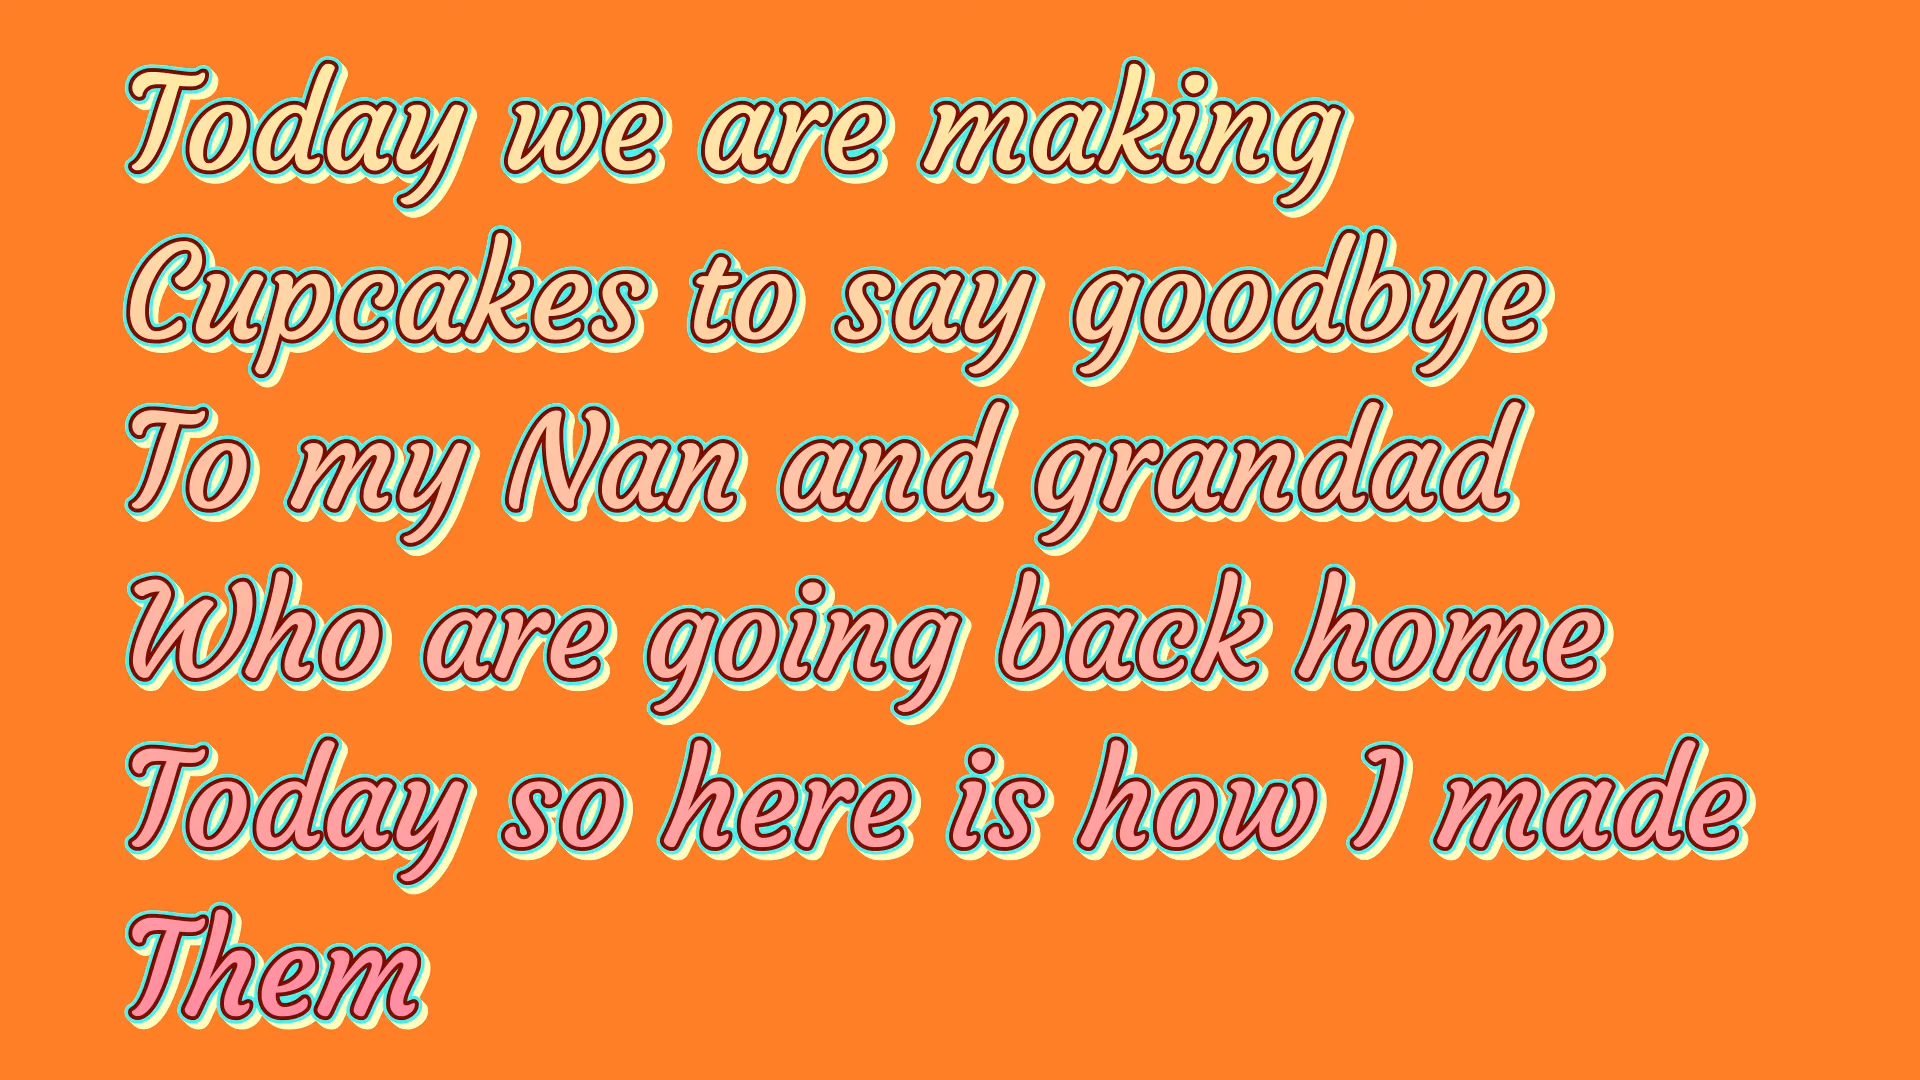 Today we are making
Cupcakes to say goodbye
To my Nan and grandad
Who are going back home
Today so here is how I made
Them